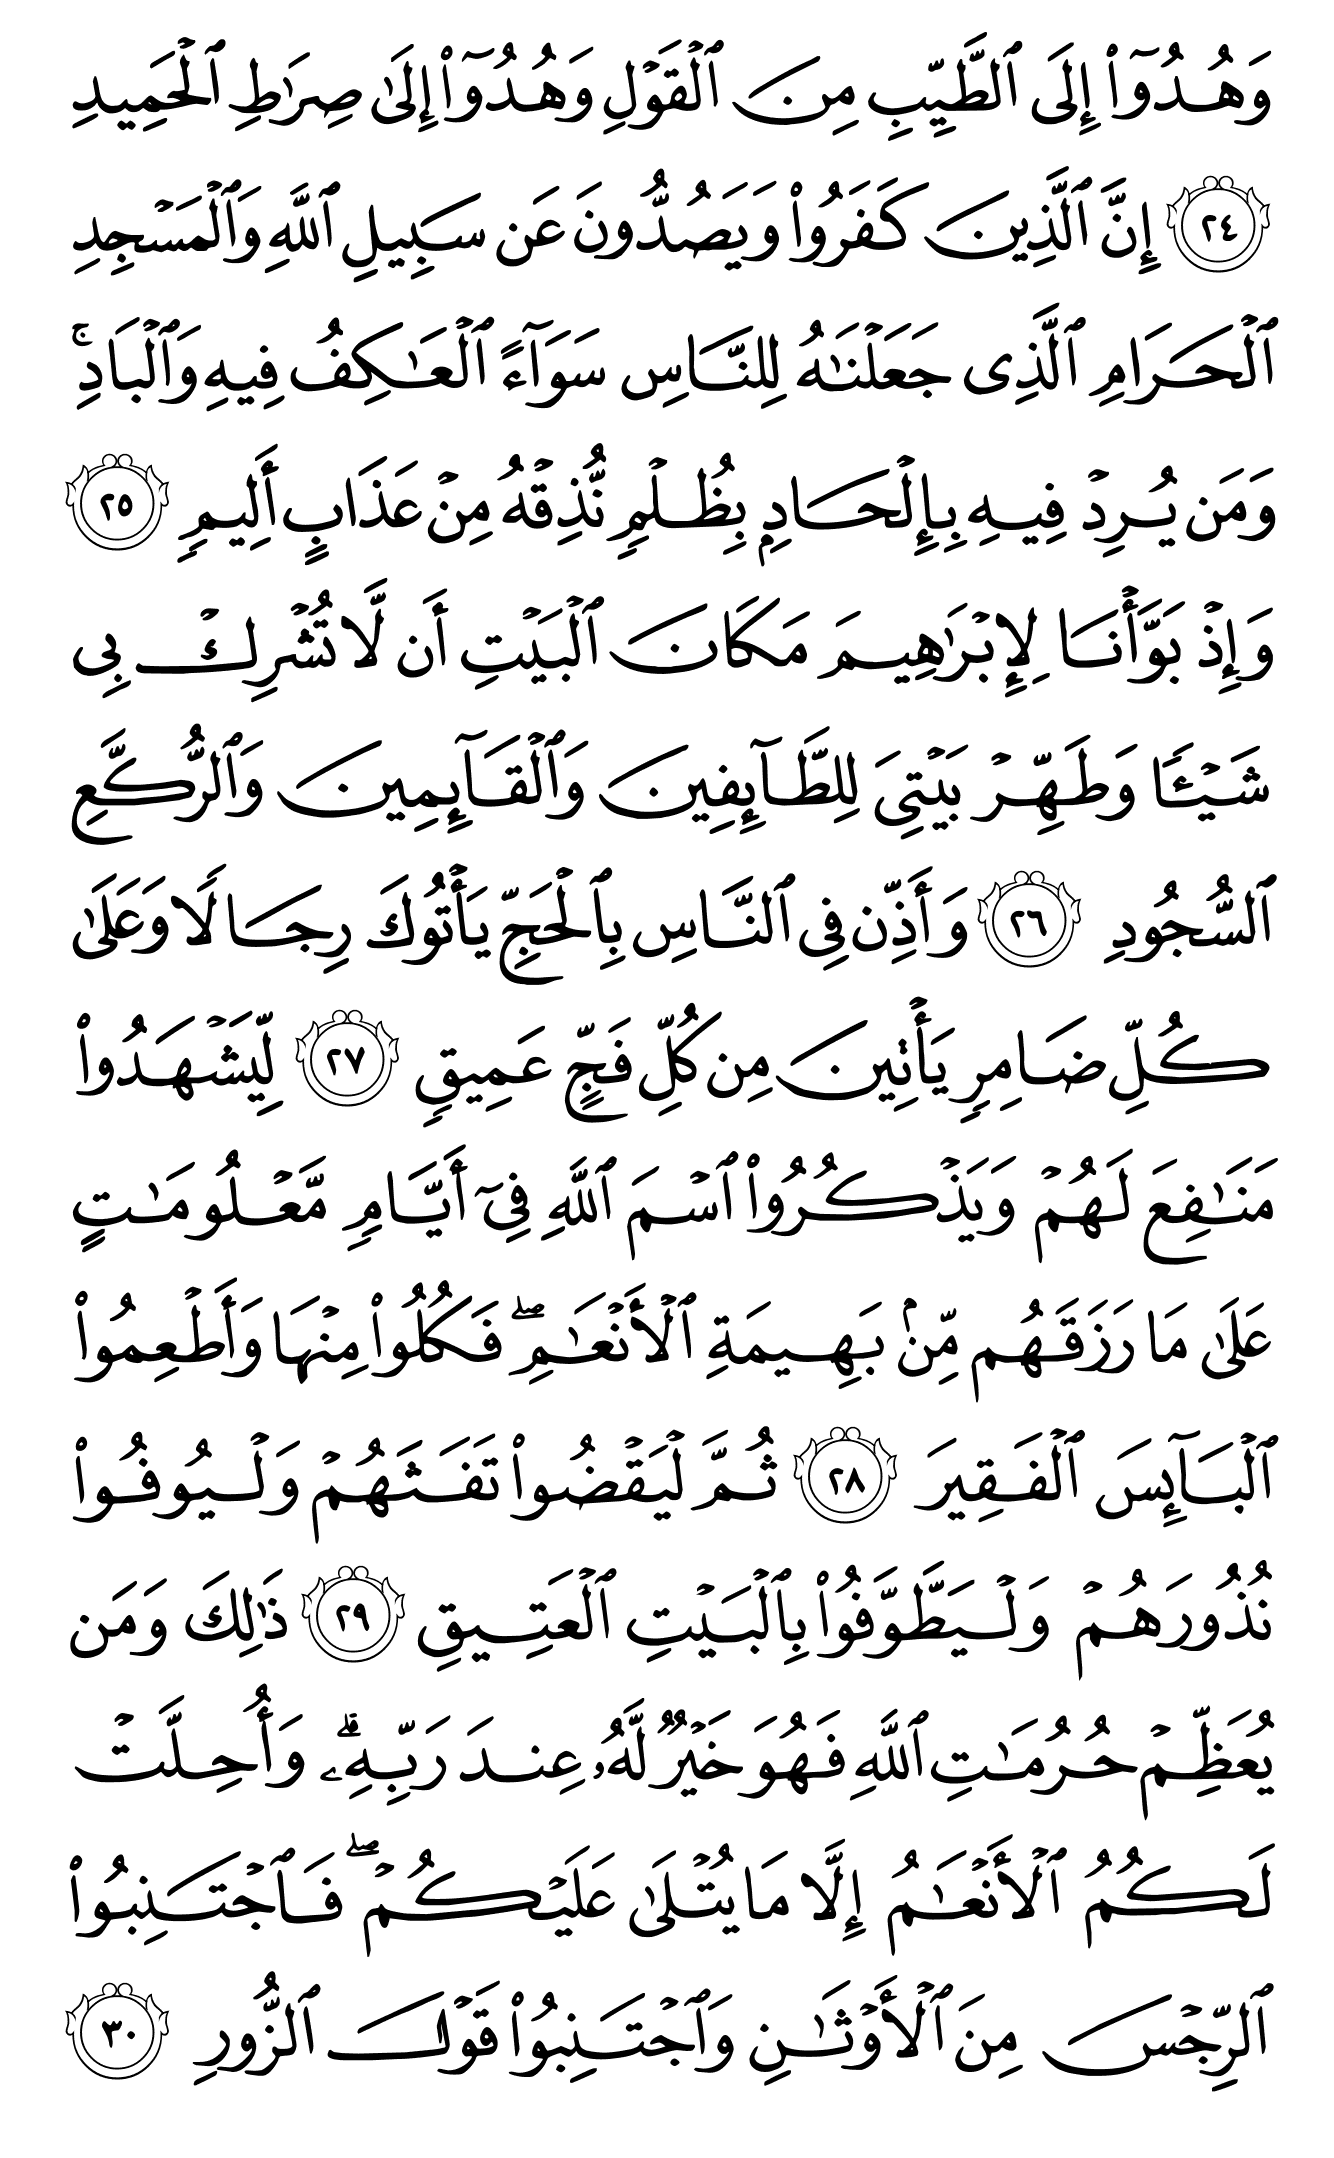 وَهُدُوٓا۟ إِلَى ٱلطَّيِّبِ مِنَ ٱلْقَوْلِ وَهُدُوٓا۟ إِلَىٰ صِرَٰطِ ٱلْحَمِيدِ
٢٤ إِنَّ ٱلَّذِينَ كَفَرُوا۟ وَيَصُدُّونَ عَن سَبِيلِ ٱللَّهِ وَٱلْمَسْجِدِ
ٱلْحَرَامِ ٱلَّذِى جَعَلْنَٰهُ لِلنَّاسِ سَوَآءً ٱلْعَٰكِفُ فِيهِ وَٱلْبَادِ ۚ
وَمَن يُرِدْ فِيهِ بِإِلْحَادٍۭ بِظُلْمٍ نُّذِقْهُ مِنْ عَذَابٍ أَلِيمٍ ٢٥
وَإِذْ بَوَّأْنَا لِإِبْرَٰهِيمَ مَكَانَ ٱلْبَيْتِ أَن لَّا تُشْرِكْ بِى
شَيْـًٔا وَطَهِّرْ بَيْتِىَ لِلطَّآئِفِينَ وَٱلْقَآئِمِينَ وَٱلرُّكَّعِ
ٱلسُّجُودِ ٢٦ وَأَذِّن فِى ٱلنَّاسِ بِٱلْحَجِّ يَأْتُوكَ رِجَالًا وَعَلَىٰ
كُلِّ ضَامِرٍ يَأْتِينَ مِن كُلِّ فَجٍّ عَمِيقٍ ٢٧ لِّيَشْهَدُوا۟
مَنَٰفِعَ لَهُمْ وَيَذْكُرُوا۟ ٱسْمَ ٱللَّهِ فِىٓ أَيَّامٍ مَّعْلُومَٰتٍ
عَلَىٰ مَا رَزَقَهُم مِّنۢ بَهِيمَةِ ٱلْأَنْعَٰمِ ۖ فَكُلُوا۟ مِنْهَا وَأَطْعِمُوا۟
ٱلْبَآئِسَ ٱلْفَقِيرَ ٢٨ ثُمَّ لْيَقْضُوا۟ تَفَثَهُمْ وَلْيُوفُوا۟
نُذُورَهُمْ وَلْيَطَّوَّفُوا۟ بِٱلْبَيْتِ ٱلْعَتِيقِ ٢٩ ذَٰلِكَ وَمَن
يُعَظِّمْ حُرُمَٰتِ ٱللَّهِ فَهُوَ خَيْرٌ لَّهُۥ عِندَ رَبِّهِۦ ۗ وَأُحِلَّتْ
لَكُمُ ٱلْأَنْعَٰمُ إِلَّا مَا يُتْلَىٰ عَلَيْكُمْ ۖ فَٱجْتَنِبُوا۟
ٱلرِّجْسَ مِنَ ٱلْأَوْثَٰنِ وَٱجْتَنِبُوا۟ قَوْلَ ٱلزُّورِ ٣٠